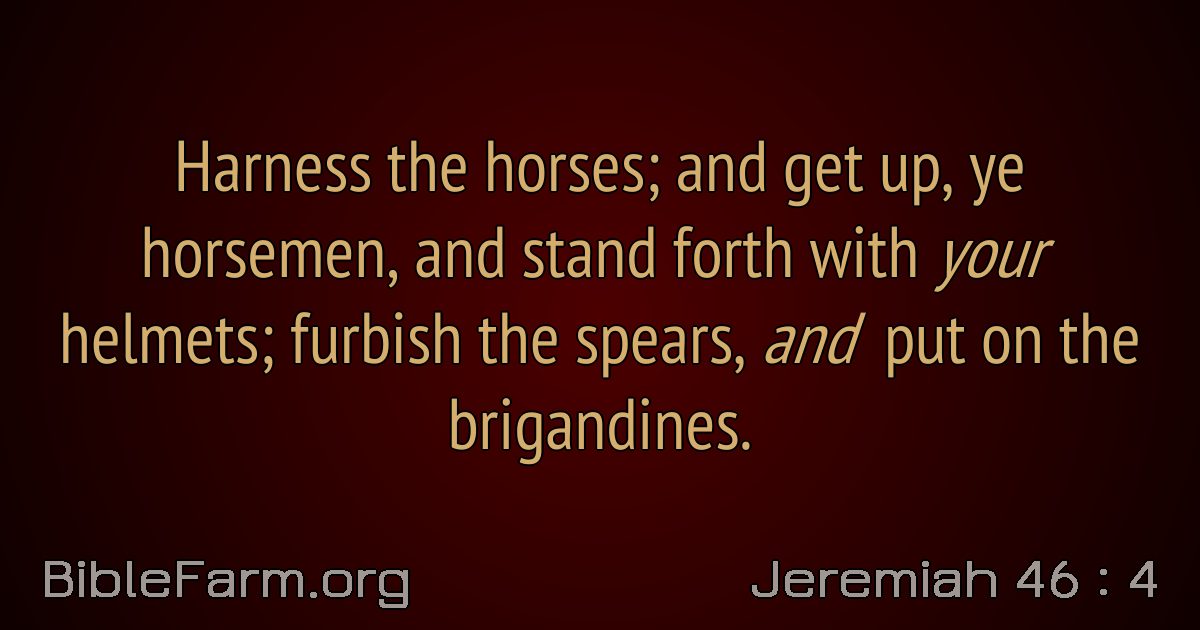 Harness the horses; and get up, ye
horsemen, and stand forth with your
helmets; furbish the spears, and put on the
brigandines.
BibleFarm.org
Jeremiah 46 : 4